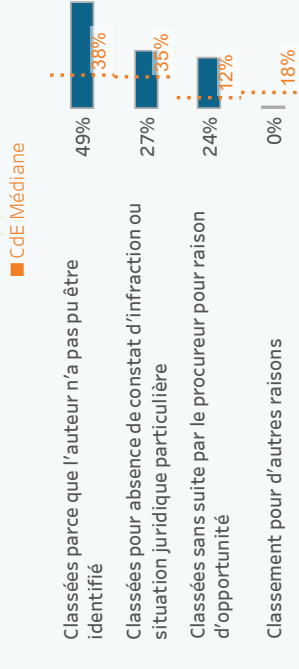 CdE Médiane
Classées parce que l'auteur n'a pas pu être
identifié
49%
38%
Classées pour absence de constat d'infraction ou
situation juridique particulière
27%
35%
Classées sans suite par le procureur pour raison
d'opportunité
24%
12%
Classement pour d'autres raisons
0%
18%